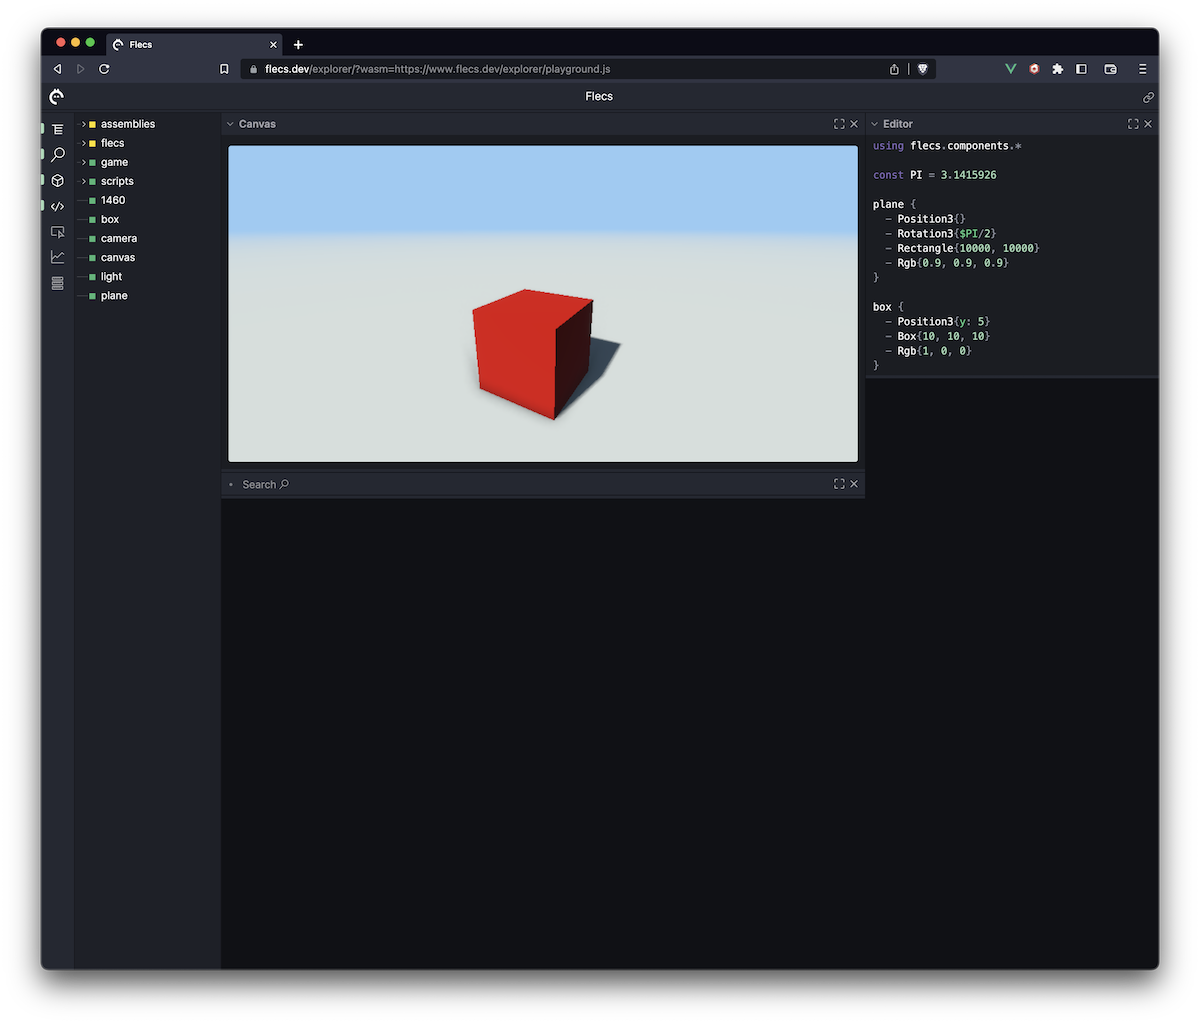 Flecs
flecs.dev/explorer/?wasm=https://www.flecs.dev/explorer/playground.js
Flecs
assemblies
flecs
game
scripts
1460
box
camera
canvas
light
plane
Canvas
Search
Editor
using flecs.components.*
const PI = 3.1415926
plane {
- Position3{}
- Rotation3{$PI/2}
- Rectangle{10000, 10000}
- Rgb{0.9, 0.9, 0.9}
}
box {
- Position3{y: 5}
- Box{10, 10, 10}
- Rgb{1, 0, 0}
}